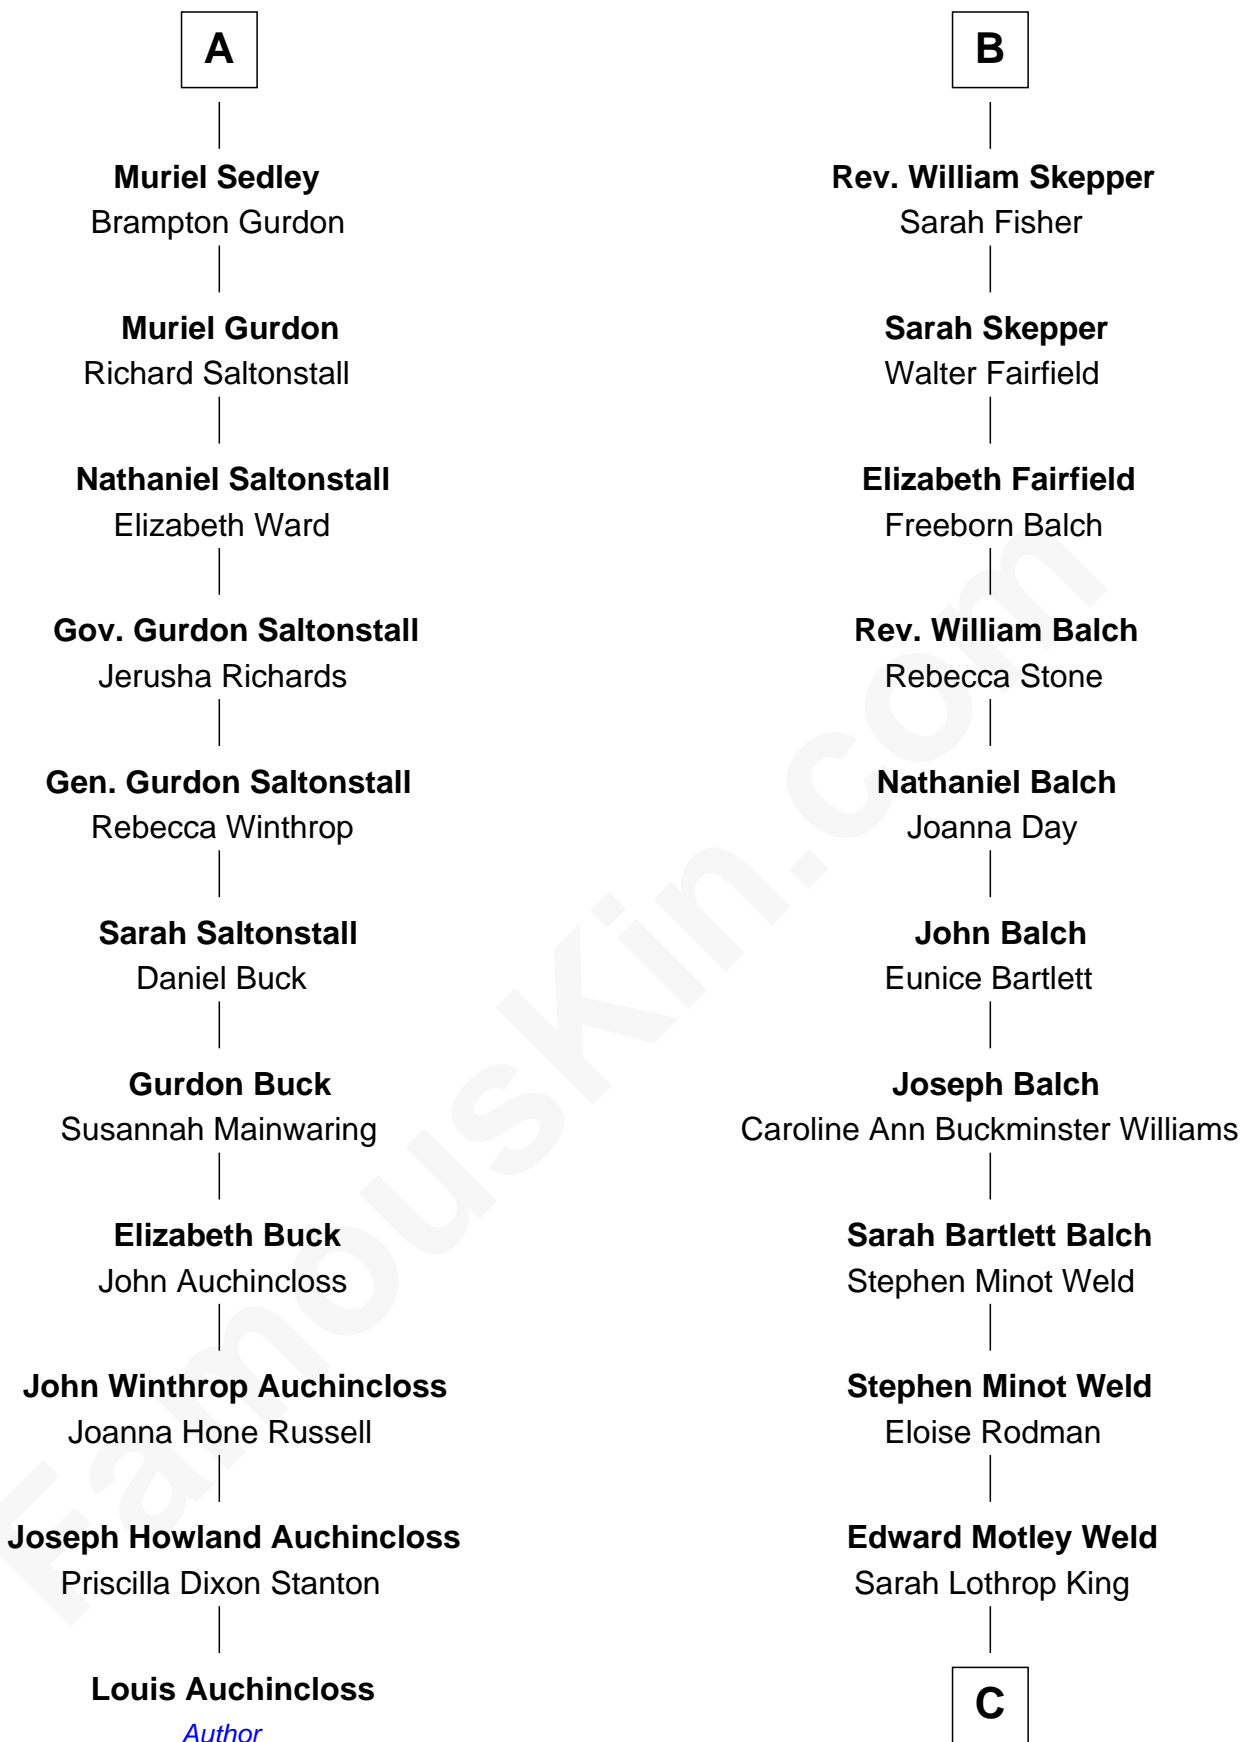 A
Muriel Sedley
Brampton Gurdon
Muriel Gurdon
Richard Saltonstall
Nathaniel Saltonstall
Elizabeth Ward
Gov. Gurdon Saltonstall
Jerusha Richards
Gen. Gurdon Saltonstall
Rebecca Winthrop
Sarah Saltonstall
Daniel Buck
Gurdon Buck
Susannah Mainwaring
Elizabeth Buck
John Auchincloss
John Winthrop Auchincloss
Joanna Hone Russell
Joseph Howland Auchincloss
Priscilla Dixon Stanton
Louis Auchincloss
Author
B
Rev. William Skepper
Sarah Fisher
Sarah Skepper
Walter Fairfield
Elizabeth Fairfield
Freeborn Balch
Rev. William Balch
Rebecca Stone
Nathaniel Balch
Joanna Day
John Balch
Eunice Bartlett
Joseph Balch
Caroline Ann Buckminster Williams
Sarah Bartlett Balch
Stephen Minot Weld
Stephen Minot Weld
Eloise Rodman
Edward Motley Weld
Sarah Lothrop King
C
FamousKin.com